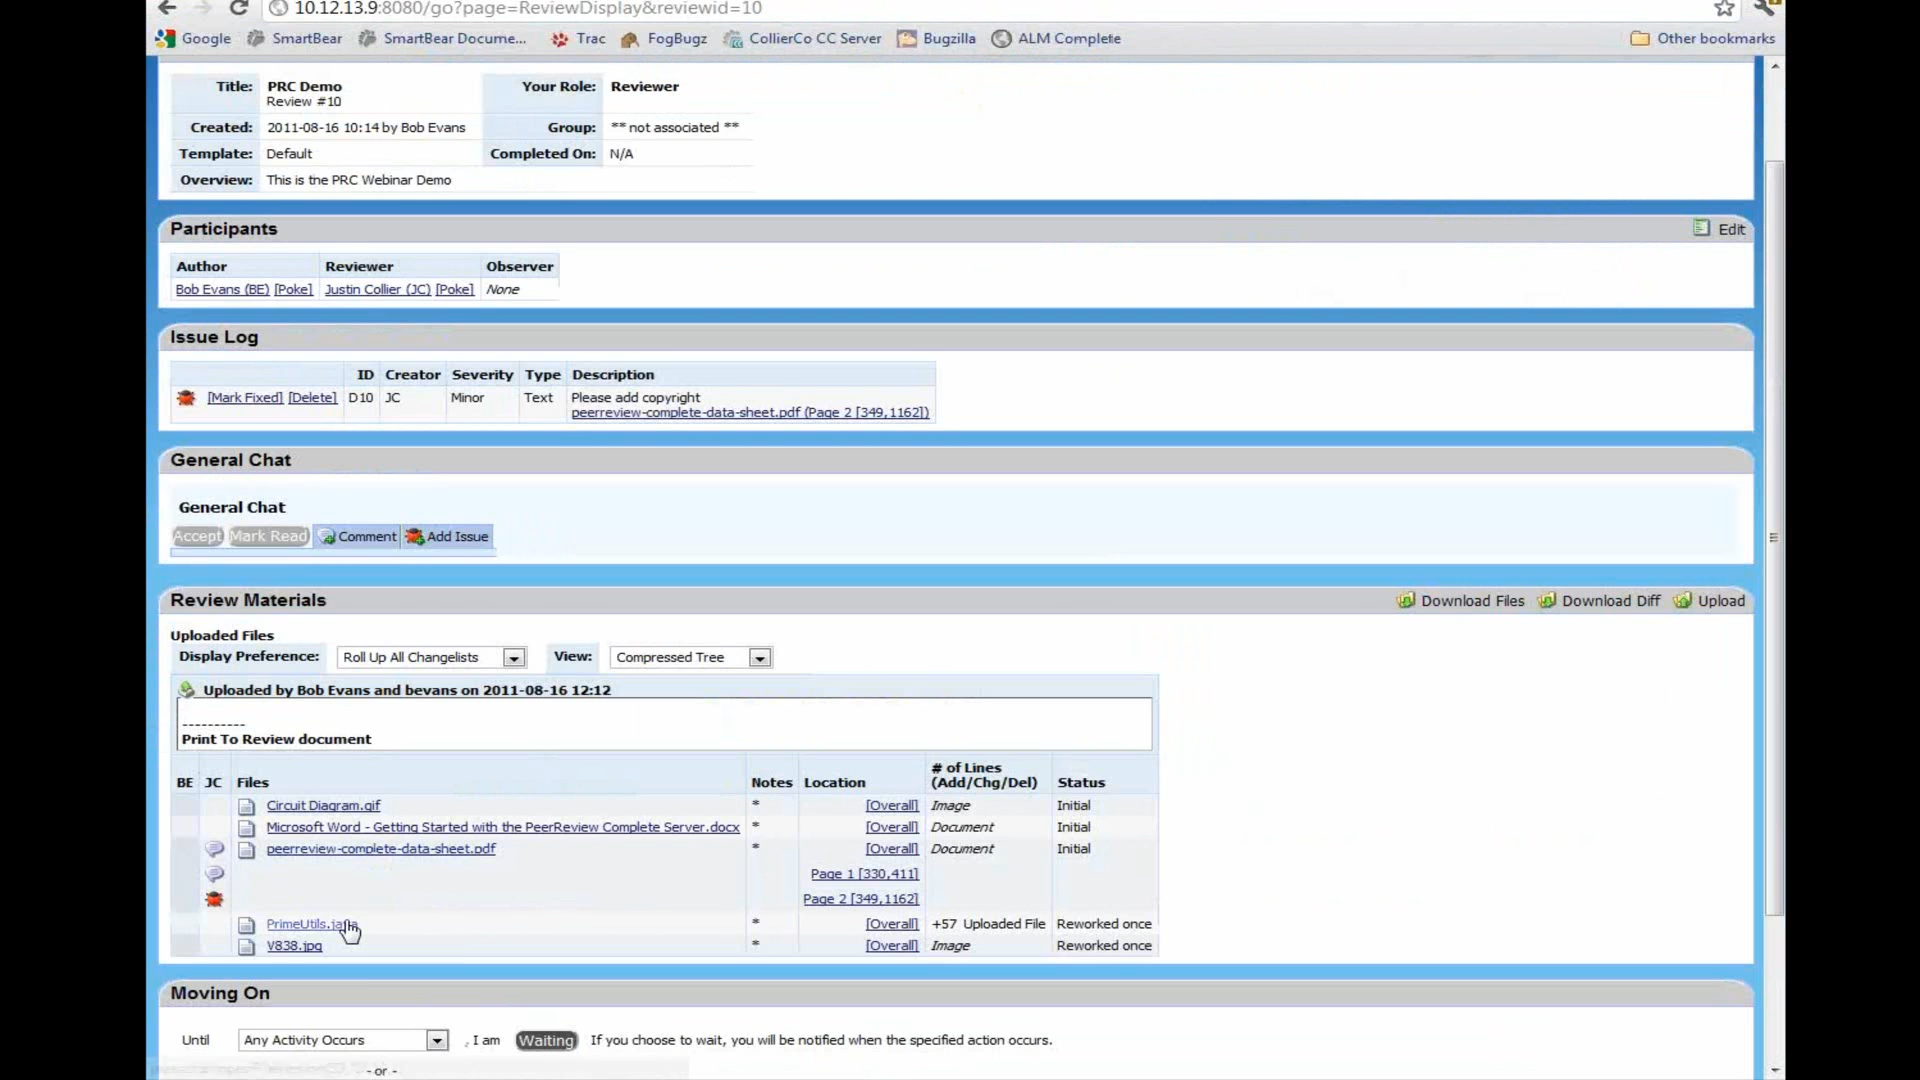 10.12.13.9:8080/go?page=ReviewDisplay&reviewid=10
Google SmartBear SmartBear Docume... Trac FogBugz CollierCo CC Server Bugzilla ALM Complete Other bookmarks
Title: PRC Demo Your Role: Reviewer
Review #10
Created: 2011-08-16 10:14 by Bob Evans Group: ** not associated **
Template: Default Completed On: N/A
Overview: This is the PRC Webinar Demo
Participants Edit
Author Reviewer Observer
Bob Evans (BE) [Poke] Justin Collier (JC) [Poke] None
Issue Log
ID Creator Severity Type Description
[Mark Fixed] [Delete] D10 JC Minor Text Please add copyright
peerreview-complete-data-sheet.pdf (Page 2 [349,1162])
General Chat
General Chat
Accept Mark Read Comment Add Issue
Review Materials Download Files Download Diff Upload
Uploaded Files
Display Preference: Roll Up All Changelists View: Compressed Tree
Uploaded by Bob Evans and bevans on 2011-08-16 12:12
----------
Print To Review document
BE JC Files Notes Location # of Lines (Add/Chg/Del) Status
Circuit Diagram.gif * [Overall] Image Initial
Microsoft Word - Getting Started with the PeerReview Complete Server.docx * [Overall] Document Initial
peerreview-complete-data-sheet.pdf * [Overall] Document Initial
Page 1 [330,411]
Page 2 [349,1162]
PrimeUtils.java * [Overall] +57 Uploaded File Reworked once
V838.jpg * [Overall] Image Reworked once
Moving On
Until Any Activity Occurs , I am Waiting If you choose to wait, you will be notified when the specified action occurs.
- or -